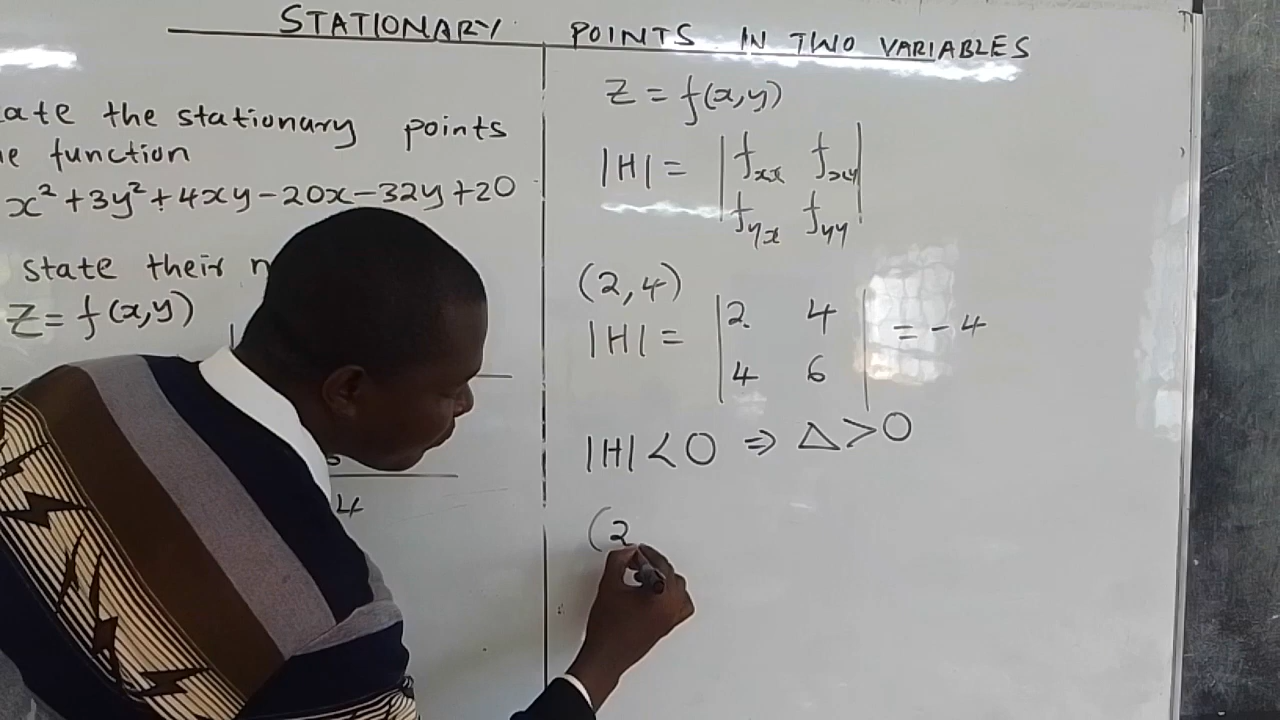 STATIONARY POINTS IN TWO VARIABLES
ate the stationary points
e function
x²+3y²+4xy-20x-32y+20
state their n
Z = f(x,y)
4
Z = f(x,y)
|H| = | fxx fxy |
| fyx fyy |
(2,4)
|H| = | 2 4 | = -4
| 4 6 |
|H| < 0 ⇒ △ > 0
(2